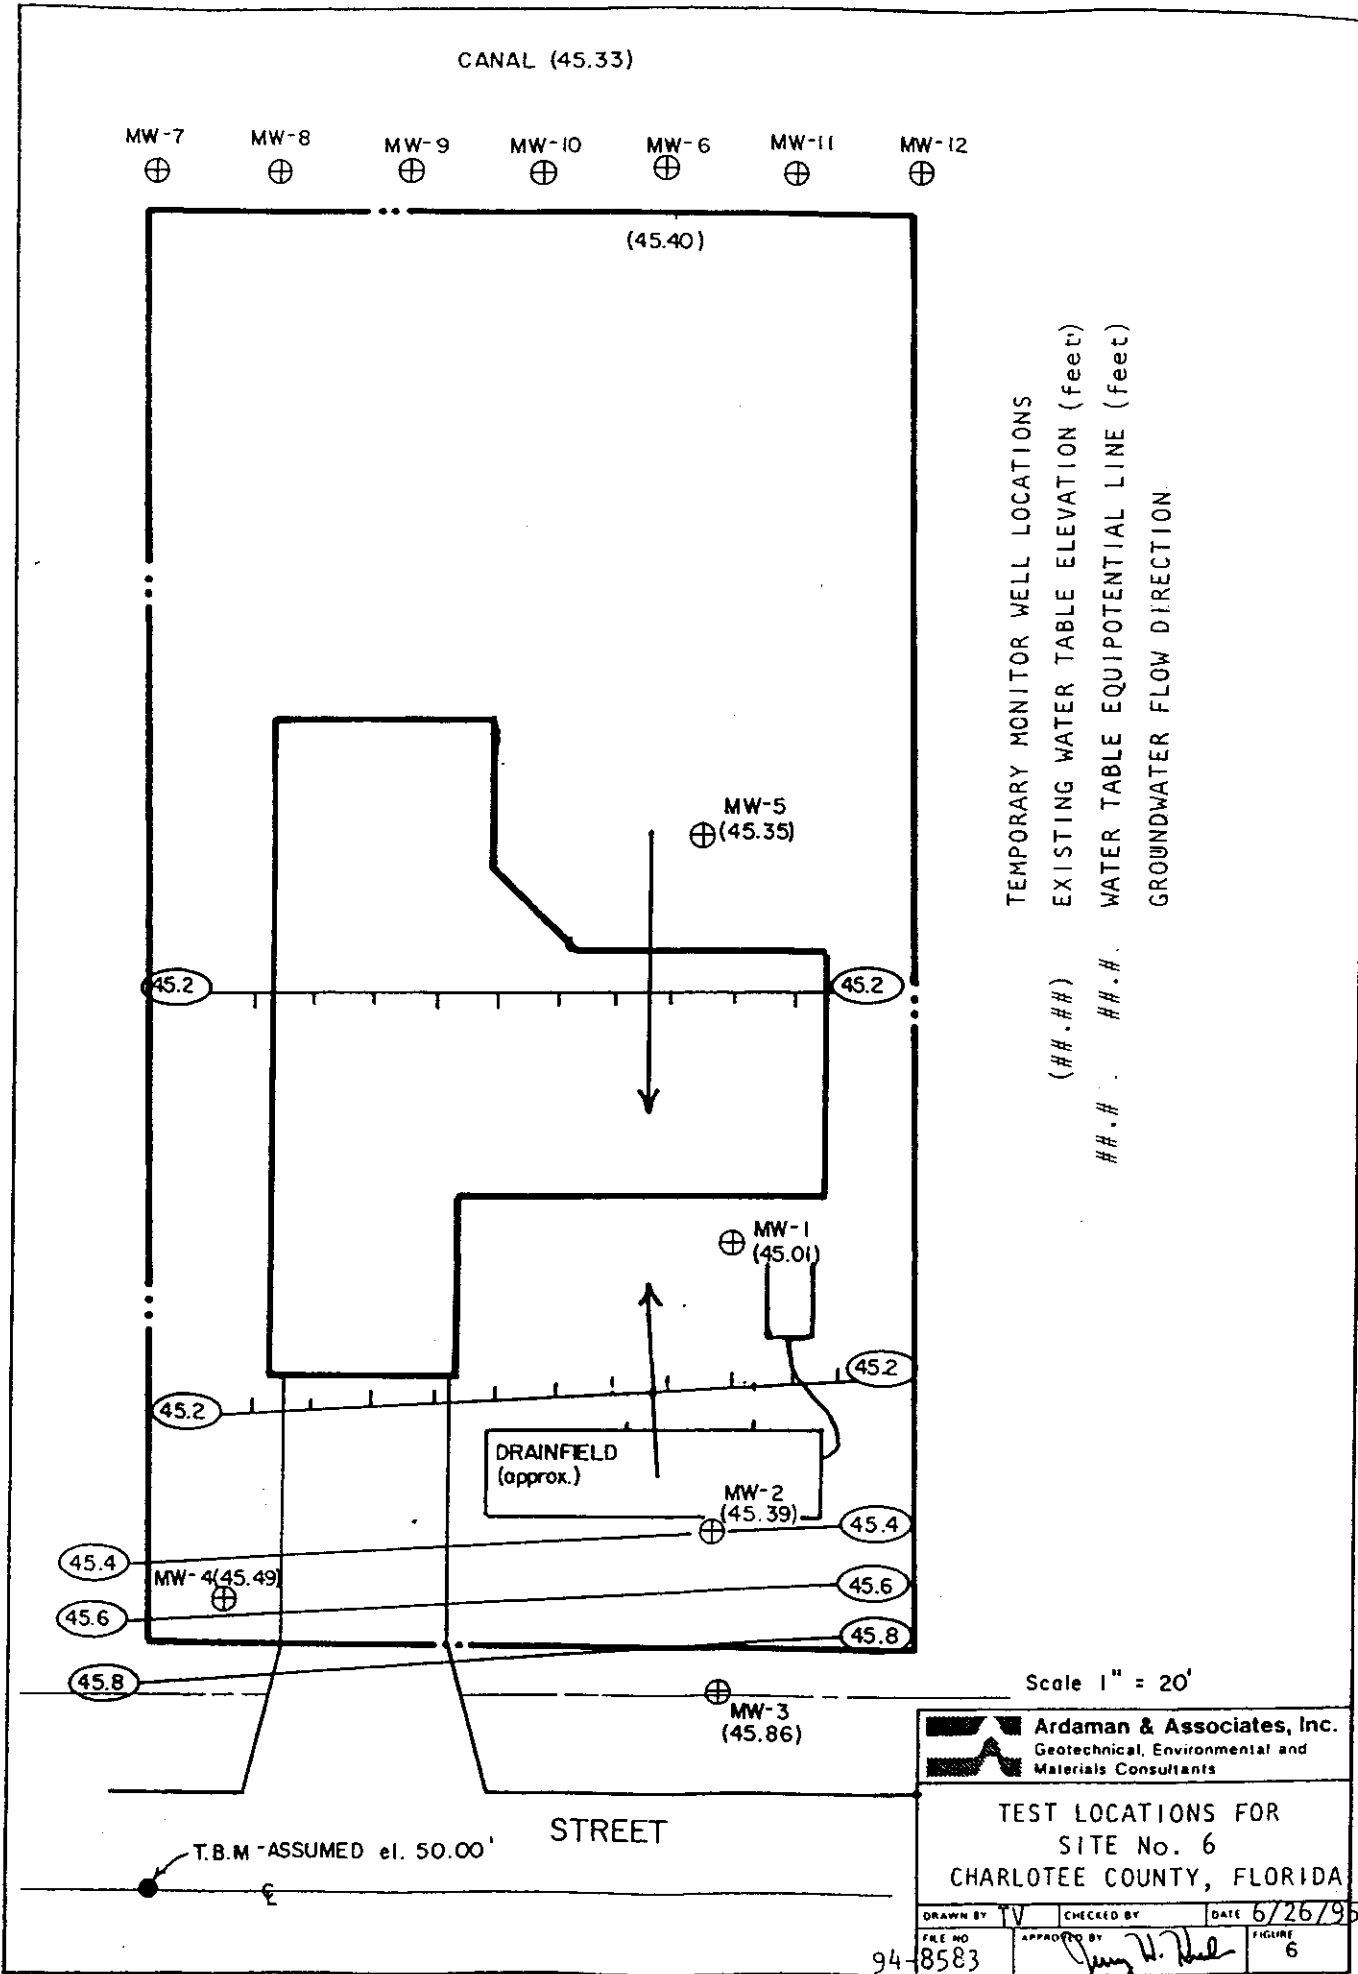 CANAL (45.33)
MW-7 MW-8 MW-9 MW-10 MW-6 MW-11 MW-12
(45.40)
TEMPORARY MONITOR WELL LOCATIONS
(##.##) EXISTING WATER TABLE ELEVATION (feet)
##.# . ##.#. WATER TABLE EQUIPOTENTIAL LINE (feet)
GROUNDWATER FLOW DIRECTION
MW-5
(45.35)
45.2 45.2
MW-1
(45.01)
45.2
45.2
DRAINFIELD
(approx.)
MW-2
(45.39)
45.4
45.4
MW-4(45.49)
45.6
45.6
45.8
45.8
MW-3
(45.86)
Scale 1" = 20'
Ardaman & Associates, Inc.
Geotechnical, Environmental and
Materials Consultants
STREET
T.B.M-ASSUMED el. 50.00'
℄
TEST LOCATIONS FOR
SITE No. 6
CHARLOTEE COUNTY, FLORIDA
DRAWN BY TV CHECKED BY DATE 6/26/95
FILE NO 94-8583 APPROVED BY FIGURE 6